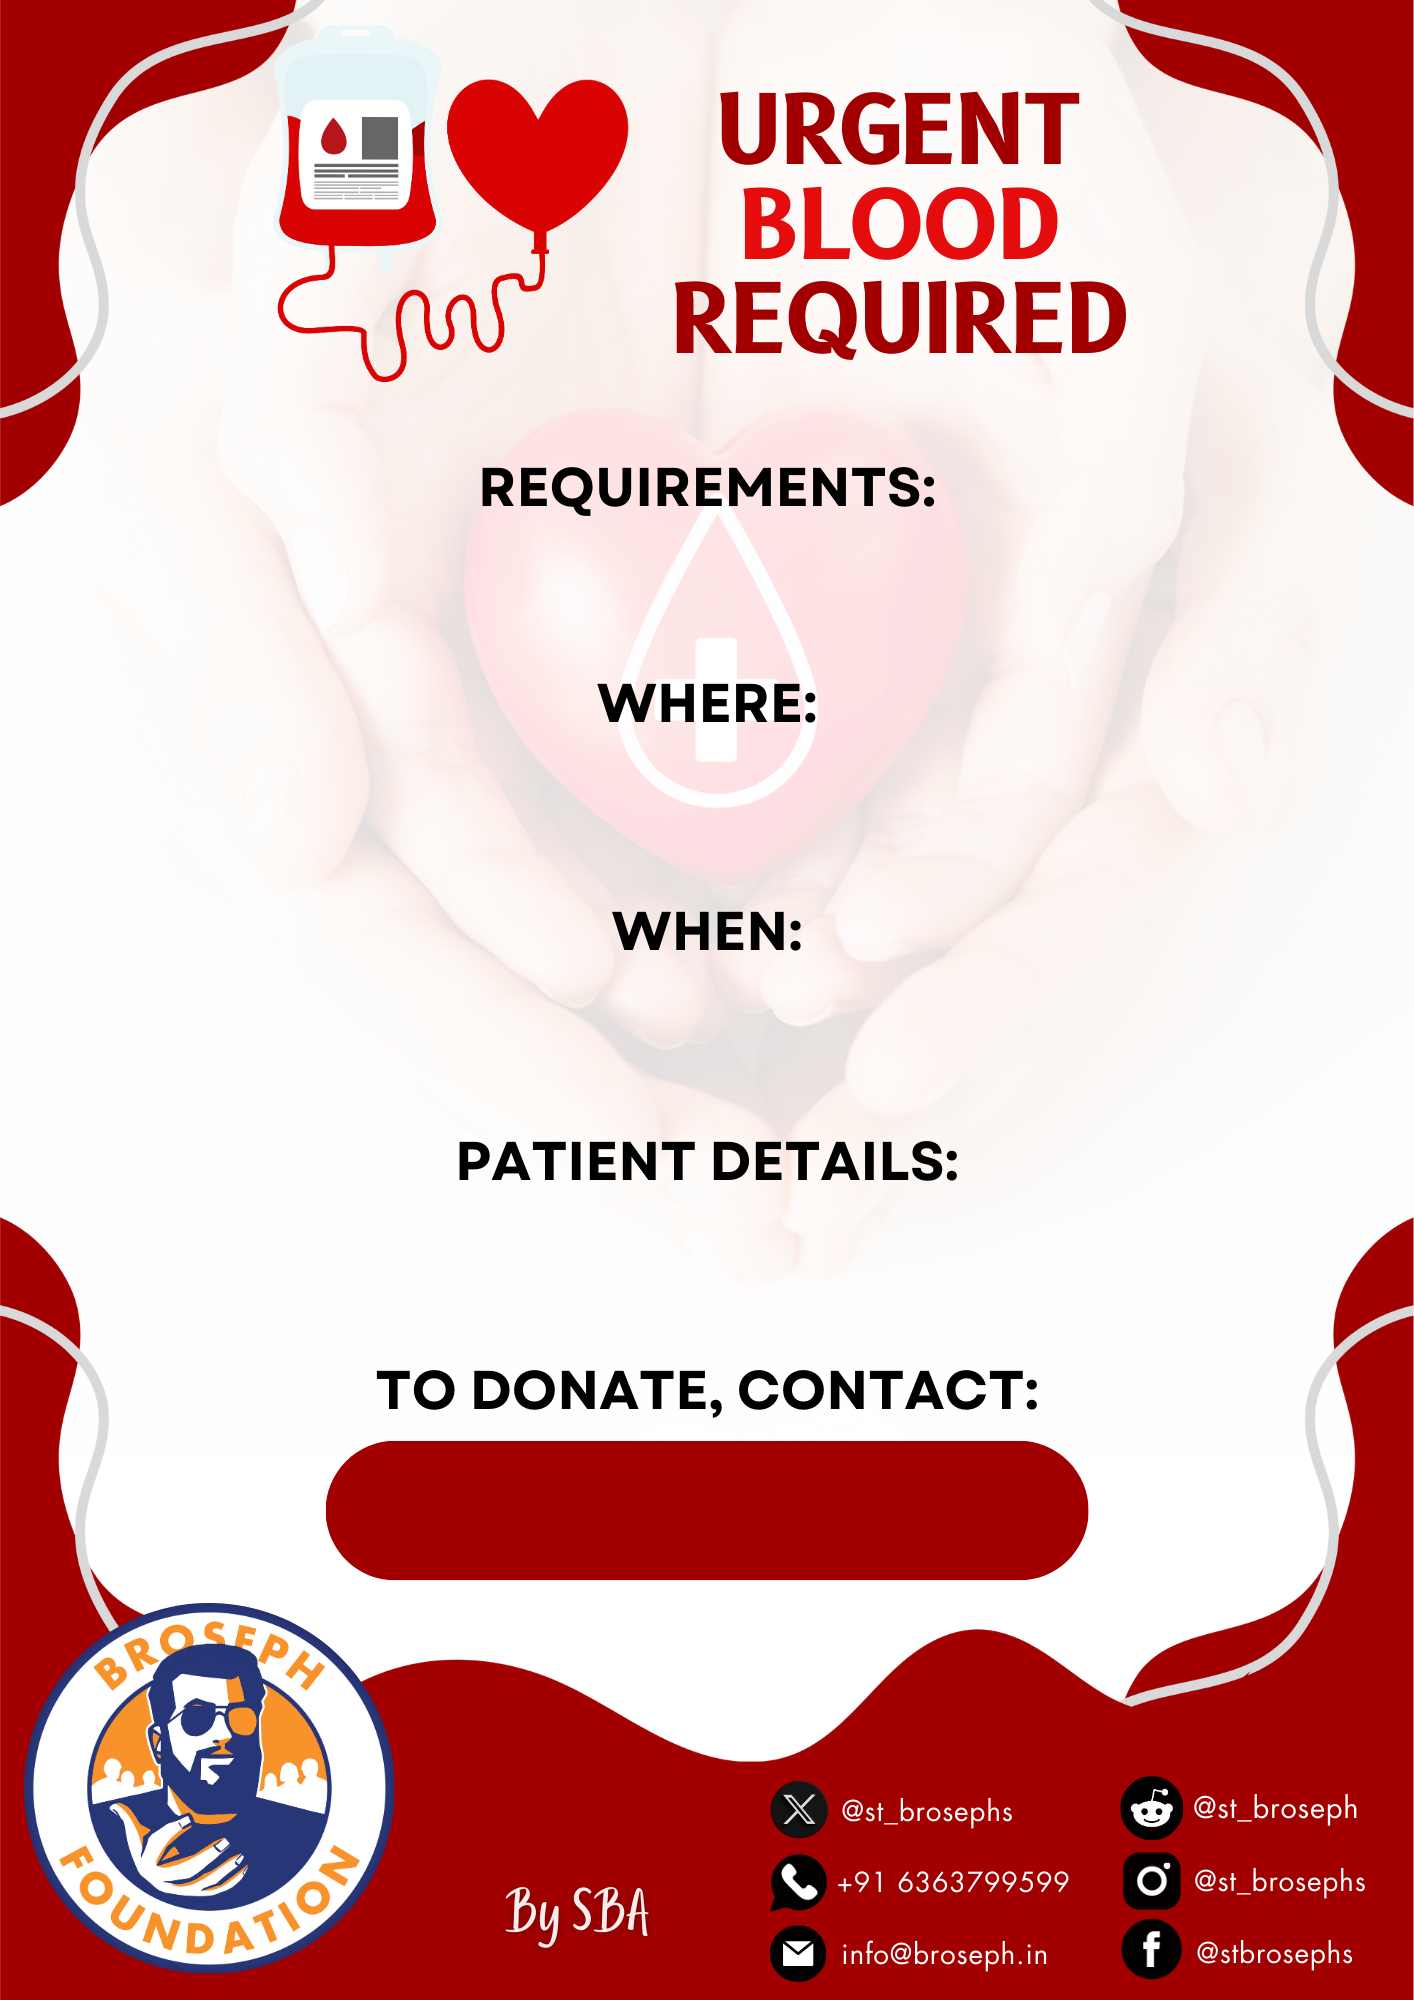 URGENT
BLOOD
REQUIRED
REQUIREMENTS:
WHERE:
WHEN:
PATIENT DETAILS:
TO DONATE, CONTACT:
BROSEPH
FOUNDATION
By SBA
@st_brosephs
+91 6363799599
info@broseph.in
@st_broseph
@st_brosephs
@stbrosephs